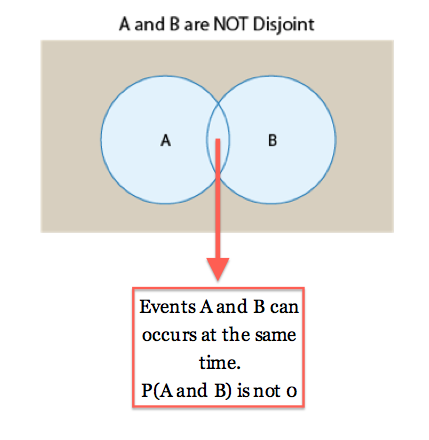 A and B are NOT Disjoint
A
B
Events A and B can
occurs at the same
time.
P(A and B) is not 0